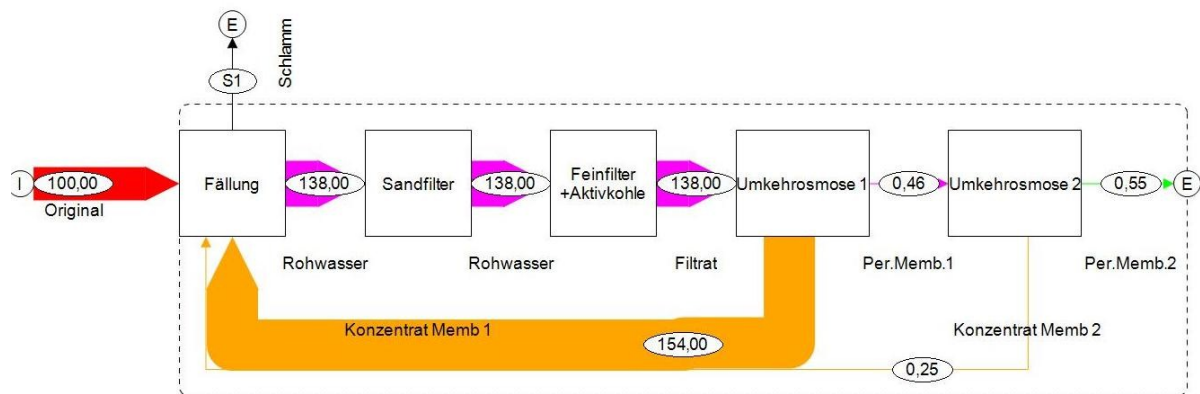 E
S1
Schlamm
I
100,00
Original
Fällung
138,00
Sandfilter
138,00
Feinfilter
+Aktivkohle
138,00
Umkehrosmose 1
0,46
Umkehrosmose 2
0,55
E
Rohwasser
Rohwasser
Filtrat
Per.Memb.1
Per.Memb.2
Konzentrat Memb 1
154,00
Konzentrat Memb 2
0,25